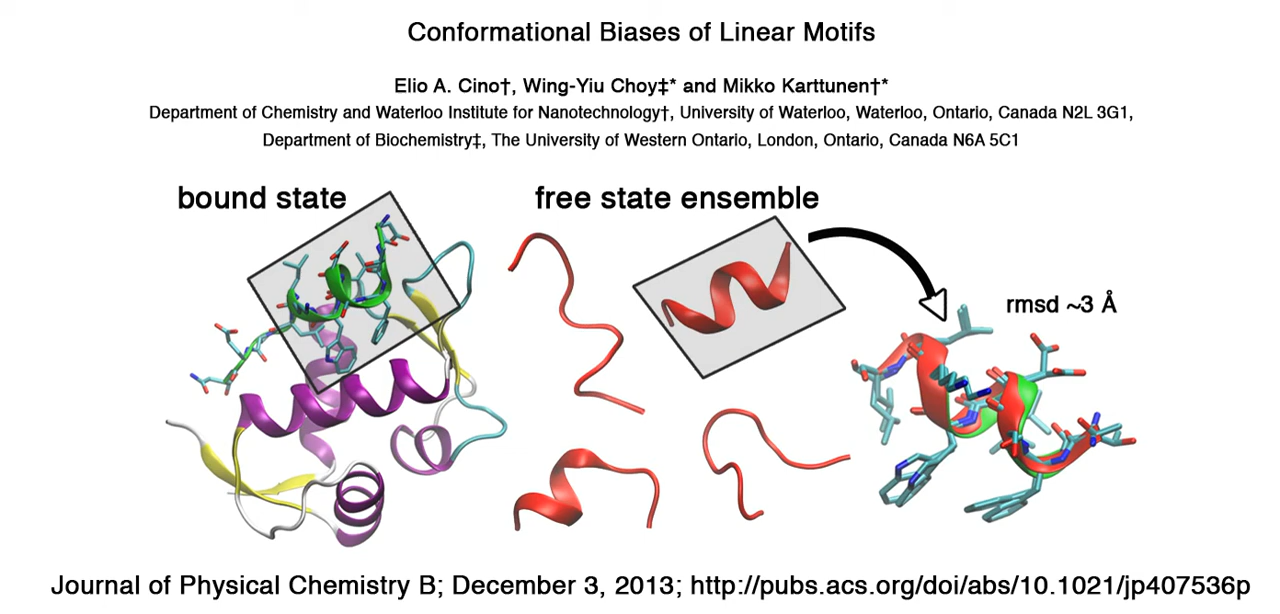 Conformational Biases of Linear Motifs
Elio A. Cino†, Wing-Yiu Choy‡* and Mikko Karttunen†*
Department of Chemistry and Waterloo Institute for Nanotechnology†, University of Waterloo, Waterloo, Ontario, Canada N2L 3G1,
Department of Biochemistry‡, The University of Western Ontario, London, Ontario, Canada N6A 5C1
bound state
free state ensemble
rmsd ~3 Å
Journal of Physical Chemistry B; December 3, 2013; http://pubs.acs.org/doi/abs/10.1021/jp407536p